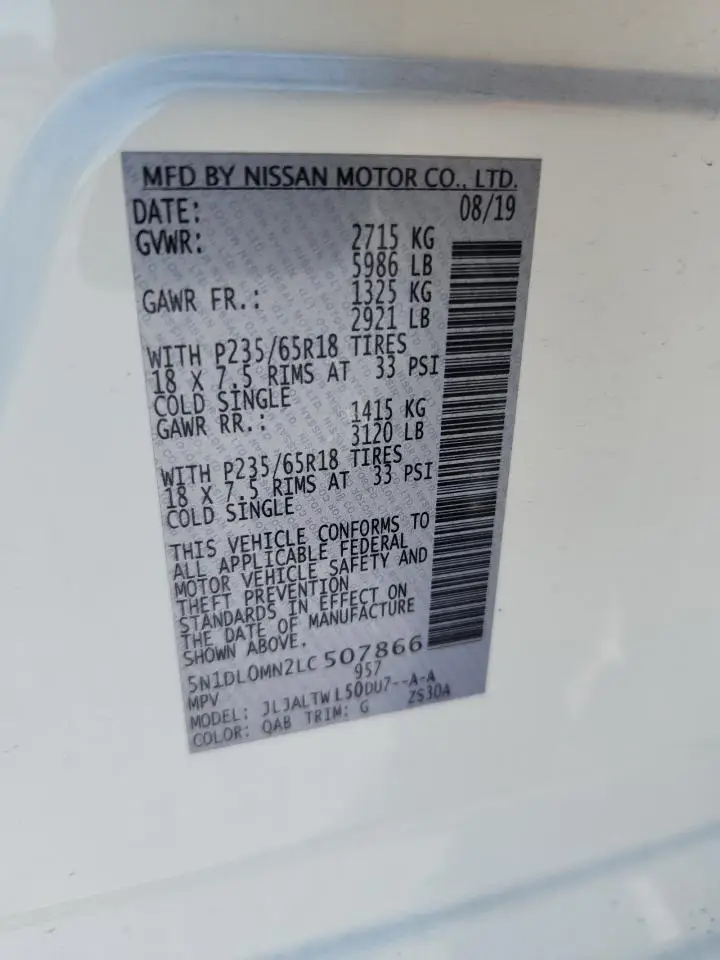 MFD BY NISSAN MOTOR CO., LTD.
DATE: 08/19
GVWR: 2715 KG
5986 LB
GAWR FR.: 1325 KG
2921 LB
WITH P235/65R18 TIRES
18 X 7.5 RIMS AT 33 PSI
COLD SINGLE
GAWR RR.: 1415 KG
3120 LB
WITH P235/65R18 TIRES
18 X 7.5 RIMS AT 33 PSI
COLD SINGLE
THIS VEHICLE CONFORMS TO
ALL APPLICABLE FEDERAL
MOTOR VEHICLE SAFETY AND
THEFT PREVENTION
STANDARDS IN EFFECT ON
THE DATE OF MANUFACTURE
SHOWN ABOVE.
5N1DL0MN2LC507866
MPV 957
MODEL: JLJALTWL50DU7--A-A
COLOR: QAB TRIM: G ZS30A